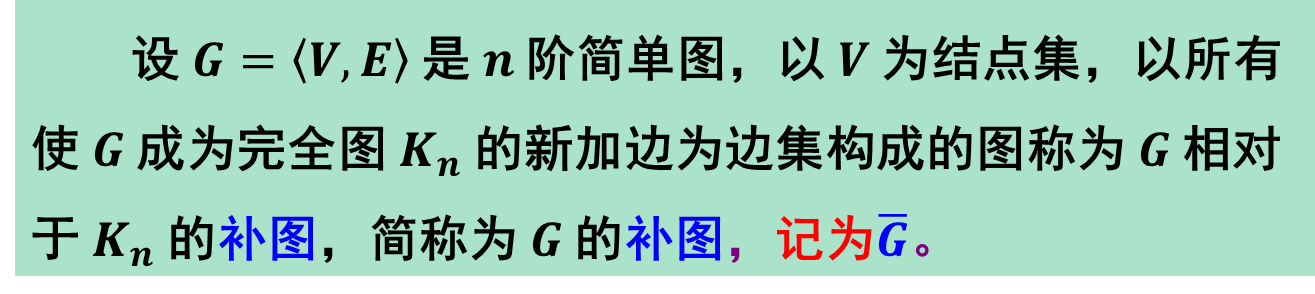 设 G = ⟨V, E⟩ 是 n 阶简单图，以 V 为结点集，以所有
使 G 成为完全图 Kₙ 的新加边为边集构成的图称为 G 相对
于 Kₙ 的补图，简称为 G 的补图，记为G̅。